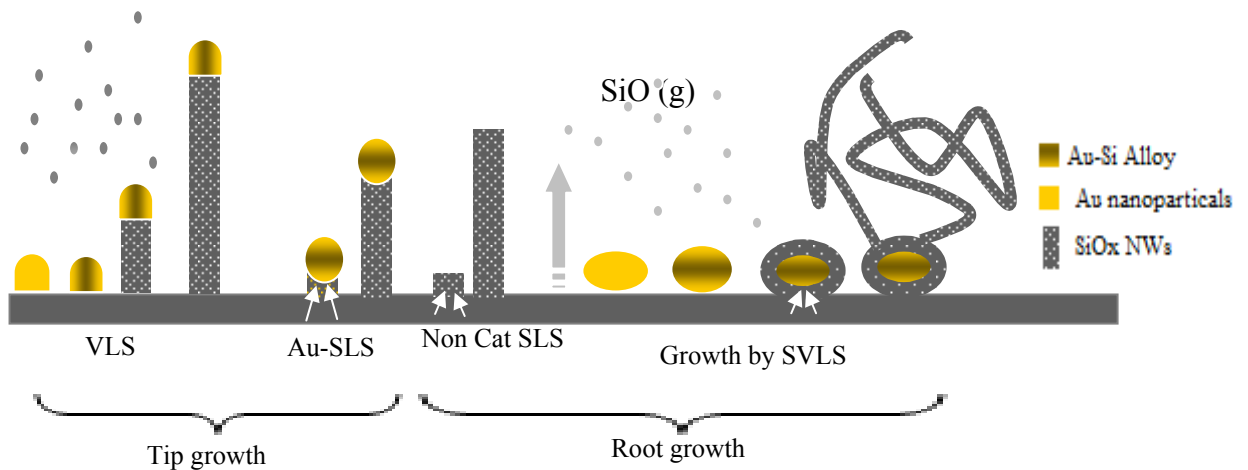 SiO (g)
Au-Si Alloy
Au nanoparticals
SiOx NWs
VLS
Au-SLS
Non Cat SLS
Growth by SVLS
Tip growth
Root growth